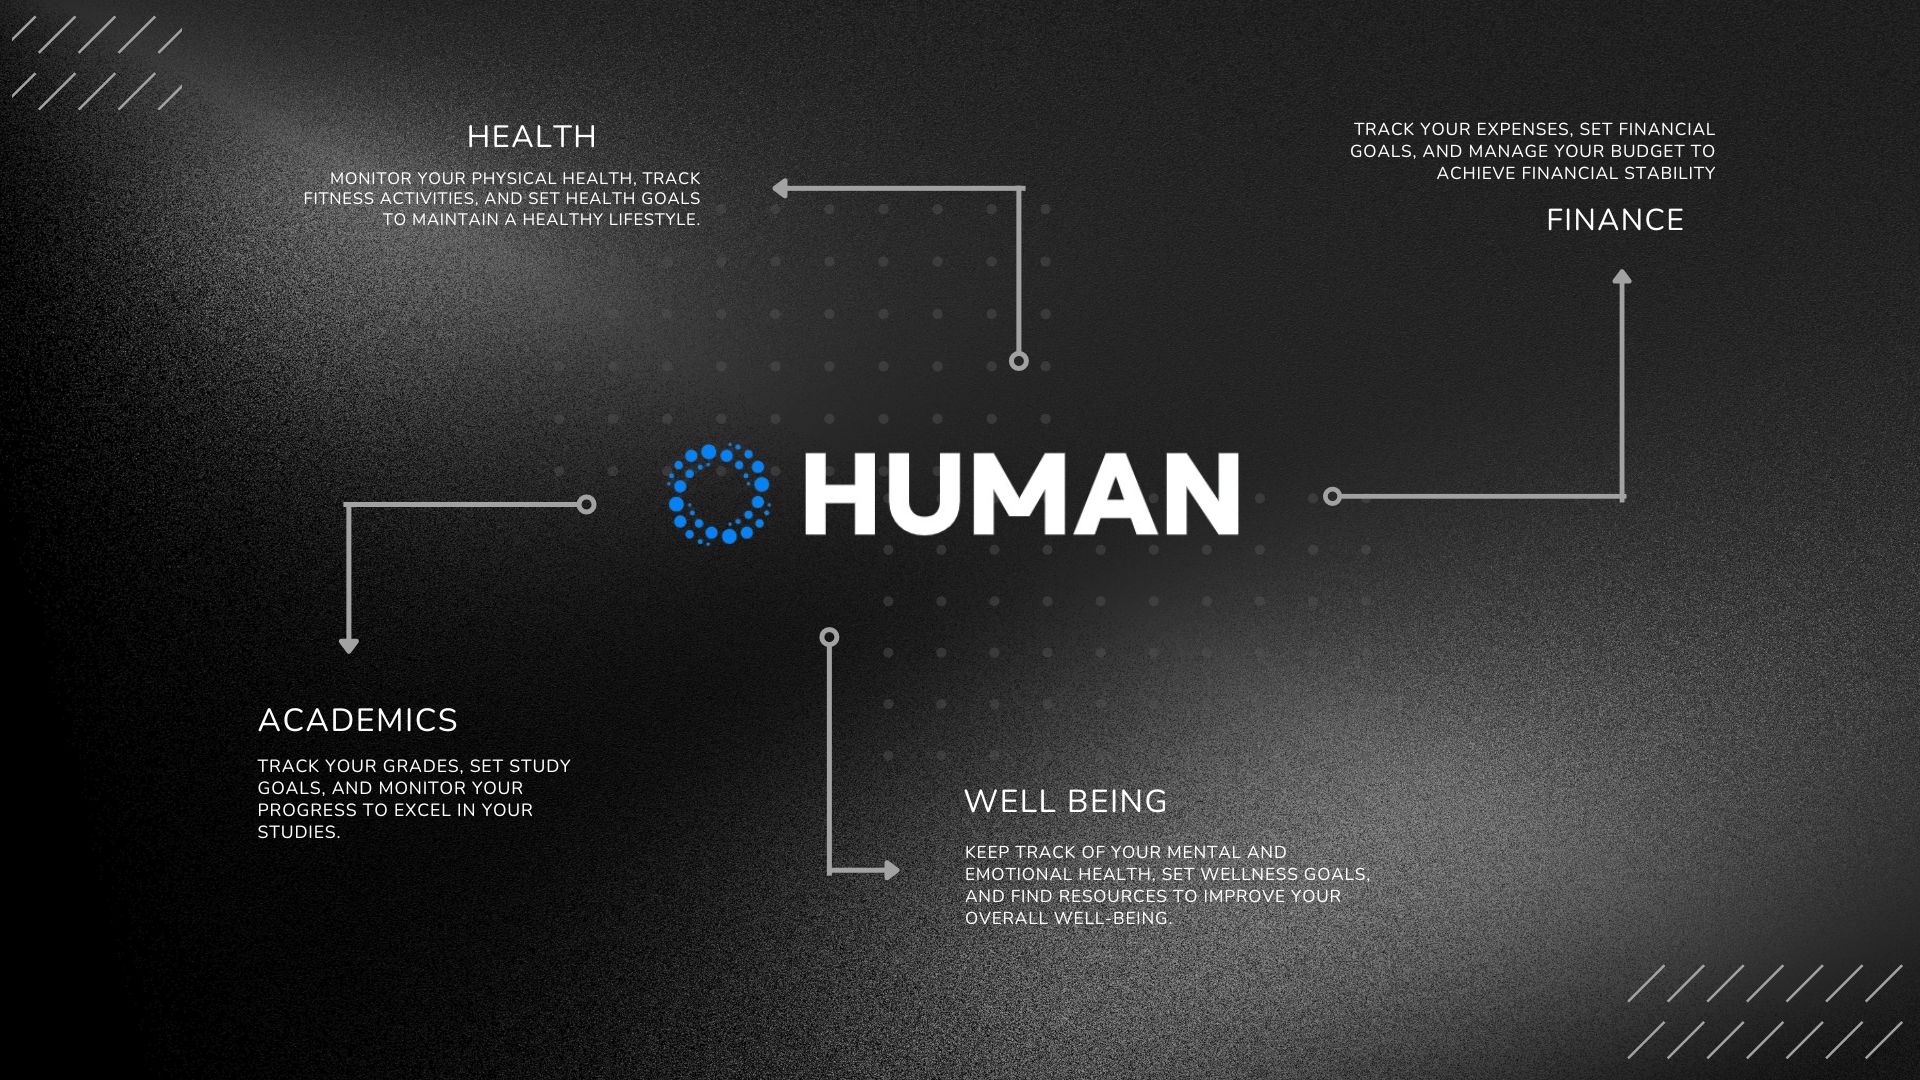 HEALTH
MONITOR YOUR PHYSICAL HEALTH, TRACK
FITNESS ACTIVITIES, AND SET HEALTH GOALS
TO MAINTAIN A HEALTHY LIFESTYLE.
TRACK YOUR EXPENSES, SET FINANCIAL
GOALS, AND MANAGE YOUR BUDGET TO
ACHIEVE FINANCIAL STABILITY
FINANCE
HUMAN
ACADEMICS
TRACK YOUR GRADES, SET STUDY
GOALS, AND MONITOR YOUR
PROGRESS TO EXCEL IN YOUR
STUDIES.
WELL BEING
KEEP TRACK OF YOUR MENTAL AND
EMOTIONAL HEALTH, SET WELLNESS GOALS,
AND FIND RESOURCES TO IMPROVE YOUR
OVERALL WELL-BEING.